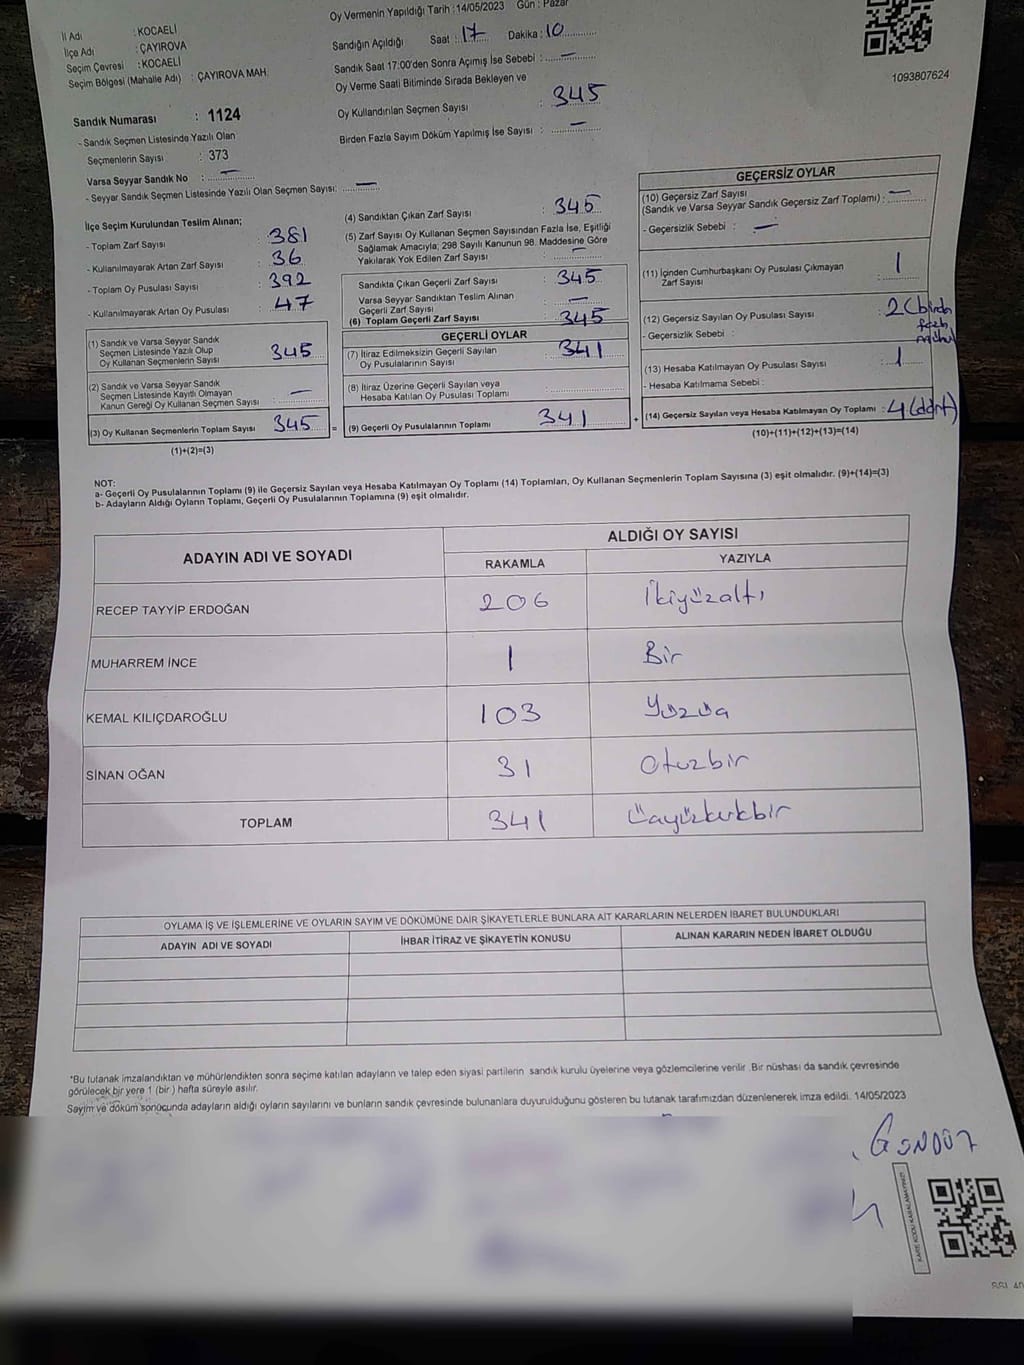 İl Adı : KOCAELİ
İlçe Adı : ÇAYIROVA
Seçim Çevresi : KOCAELİ
Seçim Bölgesi (Mahalle Adı) : ÇAYIROVA MAH.
Sandık Numarası : 1124
- Sandık Seçmen Listesinde Yazılı Olan
Seçmenlerin Sayısı : 373
Varsa Seyyar Sandık No : —
- Seyyar Sandık Seçmen Listesinde Yazılı Olan Seçmen Sayısı: —
Oy Vermenin Yapıldığı Tarih : 14/05/2023 Gün : Pazar
Sandığın Açıldığı Saat : 17 Dakika : 10
Sandık Saat 17:00'den Sonra Açımış İse Sebebi : —
Oy Verme Saati Bitiminde Sırada Bekleyen ve
Oy Kullandırılan Seçmen Sayısı : 345
Birden Fazla Sayım Döküm Yapılmış İse Sayısı : —
1093807624
İlçe Seçim Kurulundan Teslim Alınan;
- Toplam Zarf Sayısı : 381
- Kullanılmayarak Artan Zarf Sayısı : 36
- Toplam Oy Pusulası Sayısı : 392
- Kullanılmayarak Artan Oy Pusulası : 47
(1) Sandık ve Varsa Seyyar Sandık
Seçmen Listesinde Yazılı Olup
Oy Kullanan Seçmenlerin Sayısı : 345
(2) Sandık ve Varsa Seyyar Sandık
Seçmen Listesinde Kayıtlı Olmayan
Kanun Gereği Oy Kullanan Seçmen Sayısı : —
(3) Oy Kullanan Seçmenlerin Toplam Sayısı : 345
(1)+(2)=(3)
(4) Sandıktan Çıkan Zarf Sayısı : 345
(5) Zarf Sayısı Oy Kullanan Seçmen Sayısından Fazla İse, Eşitliği
Sağlamak Amacıyla; 298 Sayılı Kanunun 98. Maddesine Göre
Yakılarak Yok Edilen Zarf Sayısı : —
Sandıkta Çıkan Geçerli Zarf Sayısı : 345
Varsa Seyyar Sandıktan Teslim Alınan
Geçerli Zarf Sayısı : —
(6) Toplam Geçerli Zarf Sayısı : 345
GEÇERLİ OYLAR
(7) İtiraz Edilmeksizin Geçerli Sayılan
Oy Pusulalarının Sayısı : 341
(8) İtiraz Üzerine Geçerli Sayılan veya
Hesaba Katılan Oy Pusulası Toplamı :
= (9) Geçerli Oy Pusulalarının Toplamı : 341
GEÇERSİZ OYLAR
(10) Geçersiz Zarf Sayısı
(Sandık ve Varsa Seyyar Sandık Geçersiz Zarf Toplamı) : —
- Geçersizlik Sebebi : —
(11) İçinden Cumhurbaşkanı Oy Pusulası Çıkmayan
Zarf Sayısı : 1
(12) Geçersiz Sayılan Oy Pusulası Sayısı : 2 (birden
- Geçersizlik Sebebi : fazla
mühür
(13) Hesaba Katılmayan Oy Pusulası Sayısı : 1
- Hesaba Katılmama Sebebi :
+ (14) Geçersiz Sayılan veya Hesaba Katılmayan Oy Toplamı : 4 (dört)
(10)+(11)+(12)+(13)=(14)
NOT:
a- Geçerli Oy Pusulalarının Toplamı (9) ile Geçersiz Sayılan veya Hesaba Katılmayan Oy Toplamı (14) Toplamları, Oy Kullanan Seçmenlerin Toplam Sayısına (3) eşit olmalıdır. (9)+(14)=(3)
b- Adayların Aldığı Oyların Toplamı, Geçerli Oy Pusulalarının Toplamına (9) eşit olmalıdır.
ADAYIN ADI VE SOYADI ALDIĞI OY SAYISI
RAKAMLA YAZIYLA
RECEP TAYYİP ERDOĞAN 206 İkiyüzaltı
MUHARREM İNCE 1 Bir
KEMAL KILIÇDAROĞLU 103 Yüzüç
SİNAN OĞAN 31 Otuzbir
TOPLAM 341 Üçyüzkırkbir
OYLAMA İŞ VE İŞLEMLERİNE VE OYLARIN SAYIM VE DÖKÜMÜNE DAİR ŞİKAYETLERLE BUNLARA AİT KARARLARIN NELERDEN İBARET BULUNDUKLARI
ADAYIN ADI VE SOYADI İHBAR İTİRAZ VE ŞİKAYETİN KONUSU ALINAN KARARIN NEDEN İBARET OLDUĞU
*Bu tutanak imzalandıktan ve mühürlendikten sonra seçime katılan adayların ve talep eden siyasi partilerin sandık kurulu üyelerine veya gözlemcilerine verilir .Bir nüshası da sandık çevresinde
görülecek bir yere 1 (bir ) hafta süreyle asılır.
Sayım ve döküm sonucunda adayların aldığı oyların sayılarını ve bunların sandık çevresinde bulunanlara duyurulduğunu gösteren bu tutanak tarafımızdan düzenlenerek imza edildi. 14/05/2023
GÜNDÜZ
KARE KODU KARALAMAYINIZ!